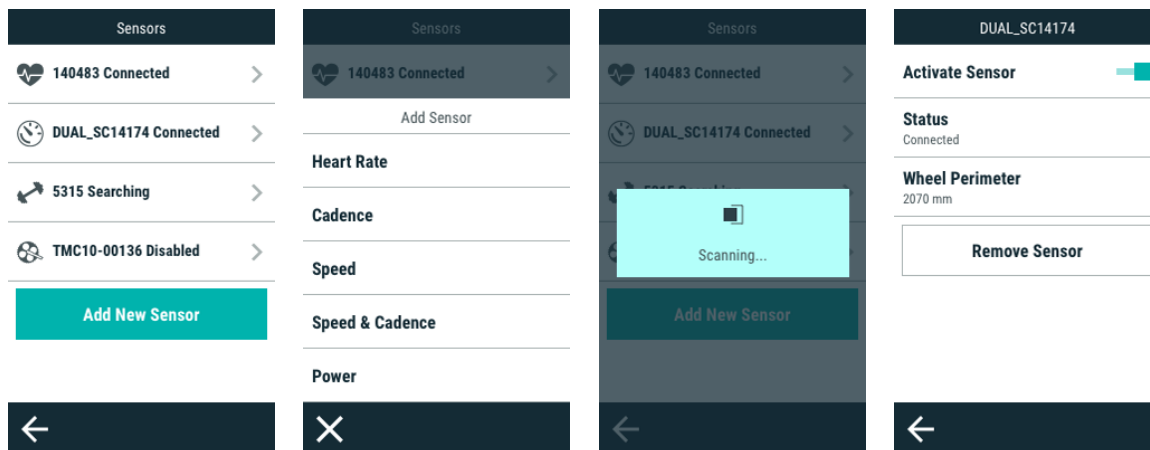 Sensors
140483 Connected
DUAL_SC14174 Connected
5315 Searching
TMC10-00136 Disabled
Add New Sensor
Sensors
140483 Connected
Add Sensor
Heart Rate
Cadence
Speed
Speed & Cadence
Power
Sensors
140483 Connected
DUAL_SC14174 Connected
Scanning...
Add New Sensor
DUAL_SC14174
Activate Sensor
Status
Connected
Wheel Perimeter
2070 mm
Remove Sensor